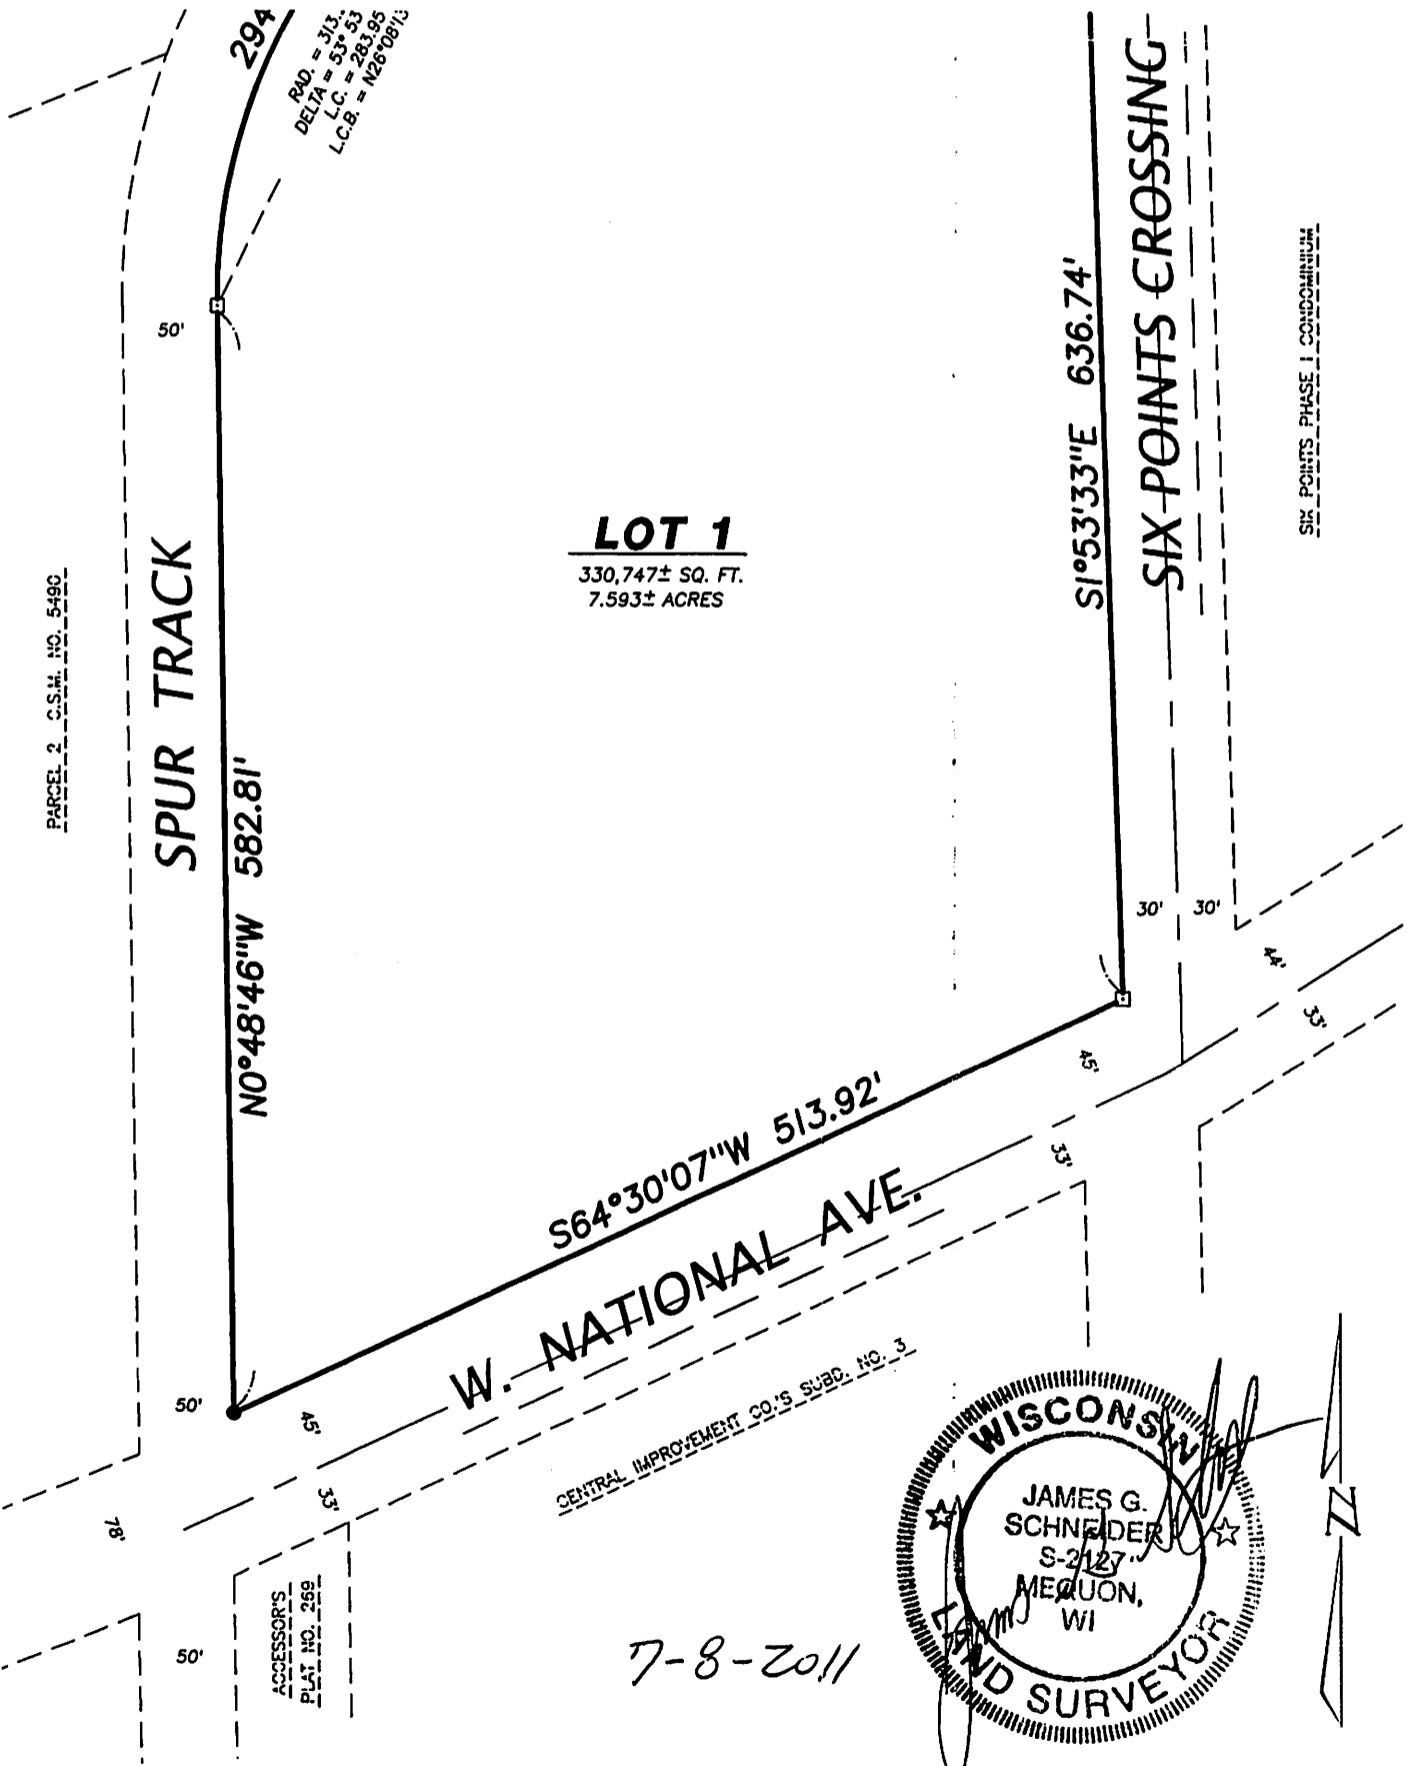 294
RAD. = 313.
DELTA = 53°53
L.C. = 283.95
L.C.B. = N26°08'13
SIX POINTS CROSSING
SIX POINTS PHASE 1 CONDOMINIUM
50'
S1°53'33"E 636.74'
LOT 1
330,747± SQ. FT.
7.593± ACRES
PARCEL 2 C.S.M. NO. 5490
SPUR TRACK
N0°48'46"W 582.81'
30' 30'
44'
33'
45'
33'
S64°30'07"W 513.92'
W. NATIONAL AVE.
CENTRAL IMPROVEMENT CO.'S SUBD. NO. 3
50'
45'
33'
78'
50'
ACCESSOR'S
PLAT NO. 269
7-8-2011
WISCONSIN
JAMES G.
SCHNEIDER
S-2127
MEQUON,
WI
LAND SURVEYOR
N